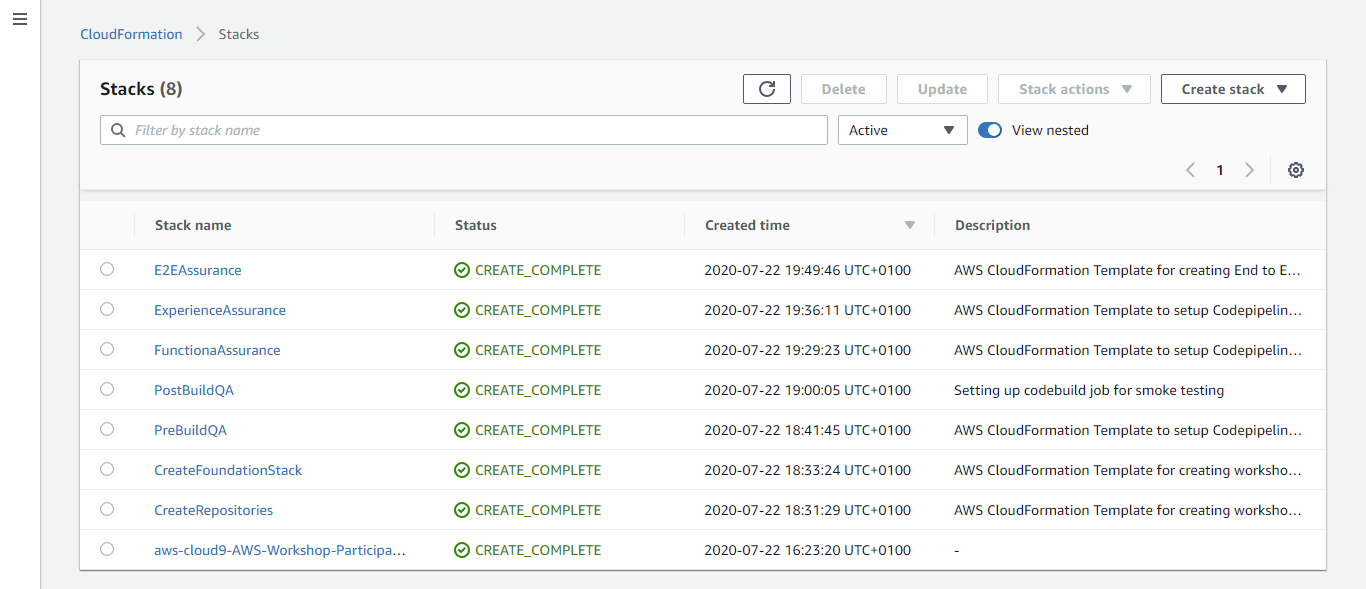 CloudFormation > Stacks
Stacks (8) Delete Update Stack actions Create stack
Filter by stack name Active View nested
1
Stack name Status Created time Description
E2EAssurance CREATE_COMPLETE 2020-07-22 19:49:46 UTC+0100 AWS CloudFormation Template for creating End to E...
ExperienceAssurance CREATE_COMPLETE 2020-07-22 19:36:11 UTC+0100 AWS CloudFormation Template to setup Codepipelin...
FunctionaAssurance CREATE_COMPLETE 2020-07-22 19:29:23 UTC+0100 AWS CloudFormation Template to setup Codepipelin...
PostBuildQA CREATE_COMPLETE 2020-07-22 19:00:05 UTC+0100 Setting up codebuild job for smoke testing
PreBuildQA CREATE_COMPLETE 2020-07-22 18:41:45 UTC+0100 AWS CloudFormation Template to setup Codepipelin...
CreateFoundationStack CREATE_COMPLETE 2020-07-22 18:33:24 UTC+0100 AWS CloudFormation Template for creating worksho...
CreateRepositories CREATE_COMPLETE 2020-07-22 18:31:29 UTC+0100 AWS CloudFormation Template for creating worksho...
aws-cloud9-AWS-Workshop-Participa... CREATE_COMPLETE 2020-07-22 16:23:20 UTC+0100 -